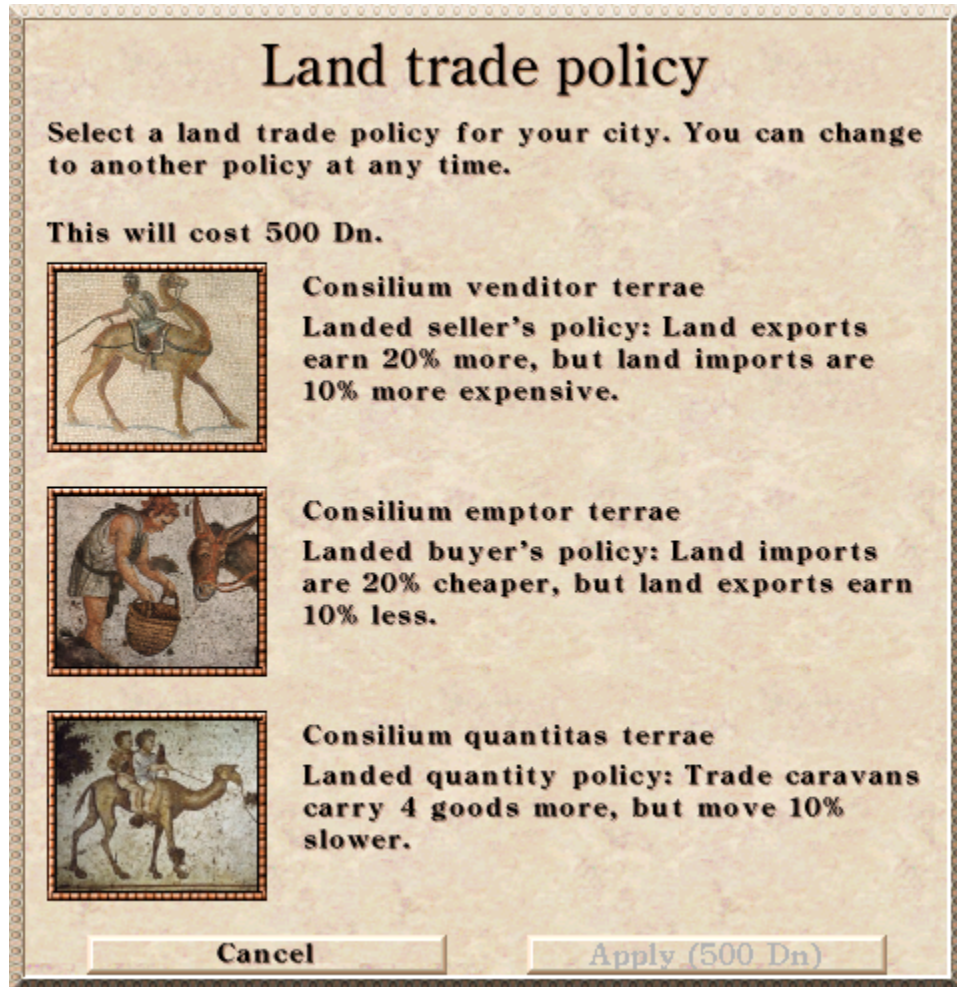 Land trade policy
Select a land trade policy for your city. You can change
to another policy at any time.
This will cost 500 Dn.
Consilium venditor terrae
Landed seller's policy: Land exports
earn 20% more, but land imports are
10% more expensive.
Consilium emptor terrae
Landed buyer's policy: Land imports
are 20% cheaper, but land exports earn
10% less.
Consilium quantitas terrae
Landed quantity policy: Trade caravans
carry 4 goods more, but move 10%
slower.
Cancel
Apply (500 Dn)